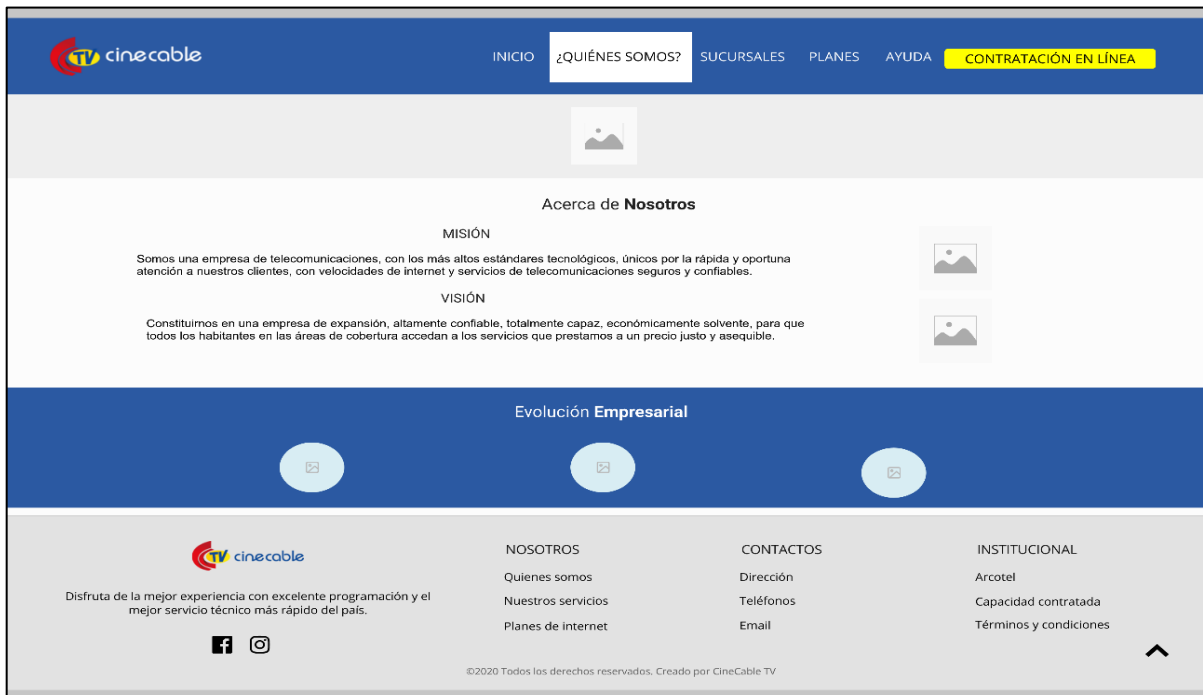 TV cinecable
INICIO ¿QUIÉNES SOMOS? SUCURSALES PLANES AYUDA CONTRATACIÓN EN LÍNEA
Acerca de Nosotros
MISIÓN
Somos una empresa de telecomunicaciones, con los más altos estándares tecnológicos, únicos por la rápida y oportuna
atención a nuestros clientes, con velocidades de internet y servicios de telecomunicaciones seguros y confiables.
VISIÓN
Constituirnos en una empresa de expansión, altamente confiable, totalmente capaz, económicamente solvente, para que
todos los habitantes en las áreas de cobertura accedan a los servicios que prestamos a un precio justo y asequible.
Evolución Empresarial
TV cinecable
Disfruta de la mejor experiencia con excelente programación y el
mejor servicio técnico más rápido del país.
NOSOTROS
Quienes somos
Nuestros servicios
Planes de internet
CONTACTOS
Dirección
Teléfonos
Email
INSTITUCIONAL
Arcotel
Capacidad contratada
Términos y condiciones
©2020 Todos los derechos reservados. Creado por CineCable TV